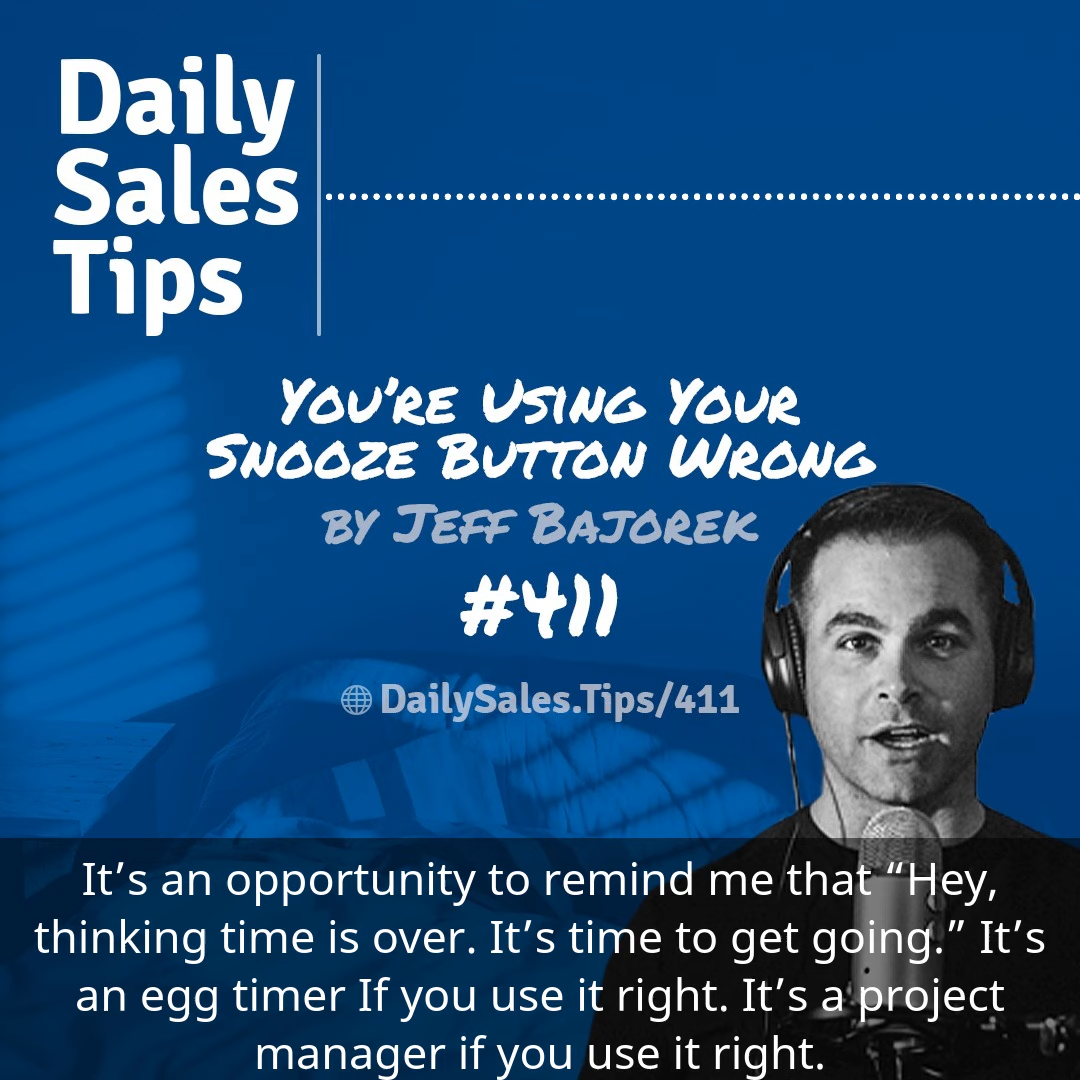 Daily
Sales
Tips
You're Using Your
Snooze Button Wrong
by Jeff Bajorek
#411
DailySales.Tips/411
It’s an opportunity to remind me that “Hey,
thinking time is over. It’s time to get going.” It’s
an egg timer If you use it right. It’s a project
manager if you use it right.